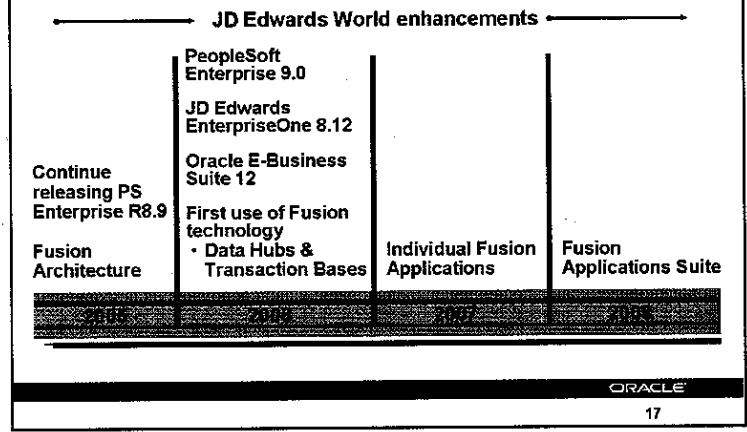 JD Edwards World enhancements
Continue
releasing PS
Enterprise R8.9
Fusion
Architecture
PeopleSoft
Enterprise 9.0
JD Edwards
EnterpriseOne 8.12
Oracle E-Business
Suite 12
First use of Fusion
technology
• Data Hubs &
Transaction Bases
Individual Fusion
Applications
Fusion
Applications Suite
2006
2007
ORACLE
17